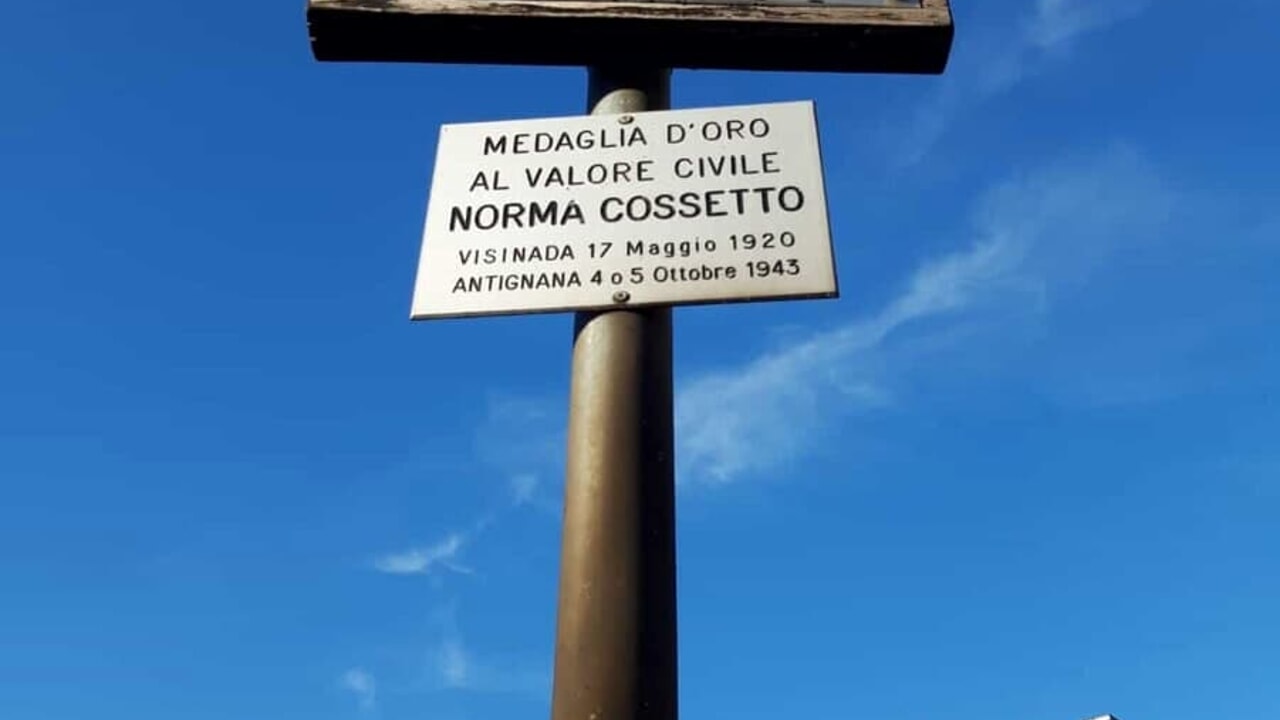 MEDAGLIA D'ORO
AL VALORE CIVILE
NORMA COSSETTO
VISINADA 17 Maggio 1920
ANTIGNANA 4 o 5 Ottobre 1943